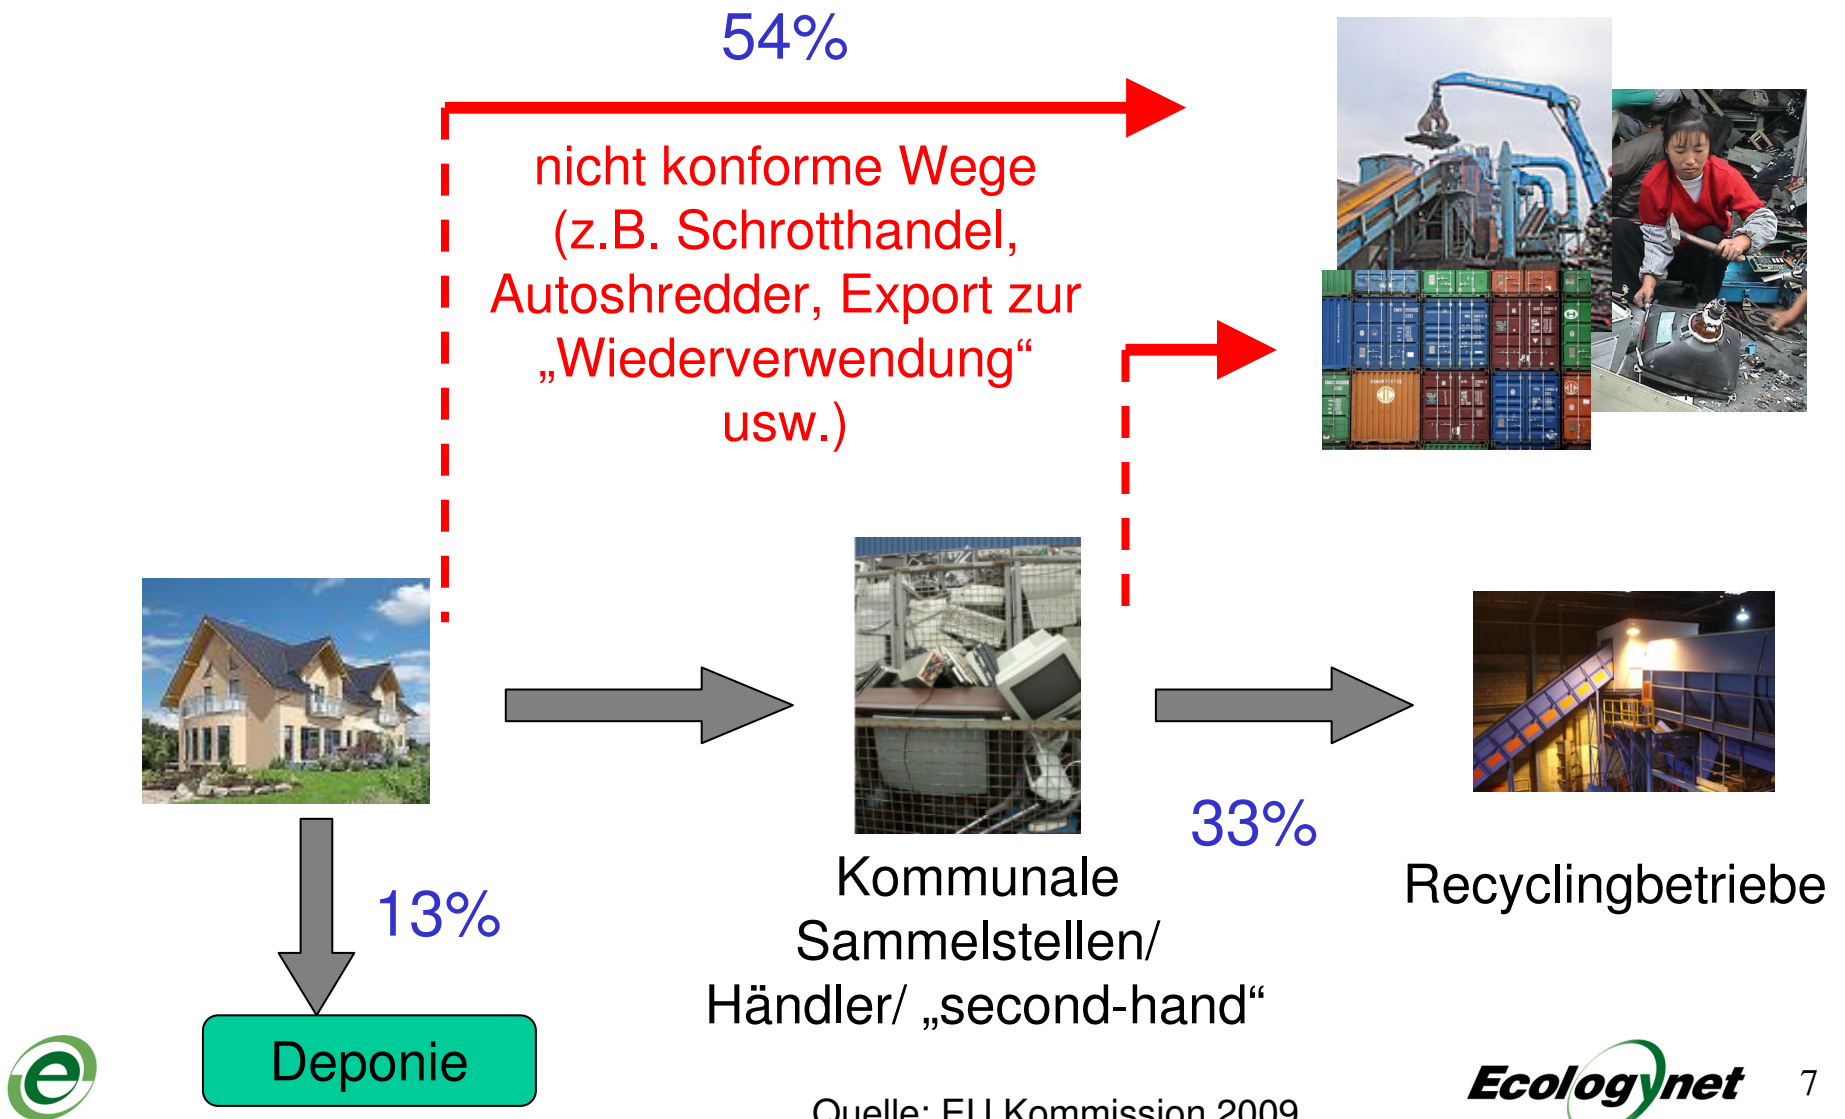 54%
nicht konforme Wege
(z.B. Schrotthandel,
Autoshredder, Export zur
„Wiederverwendung“
usw.)
33%
13%
Kommunale
Sammelstellen/
Händler/ „second-hand“
Recyclingbetriebe
Deponie
Quelle: EU Kommission 2009
Ecologynet
7